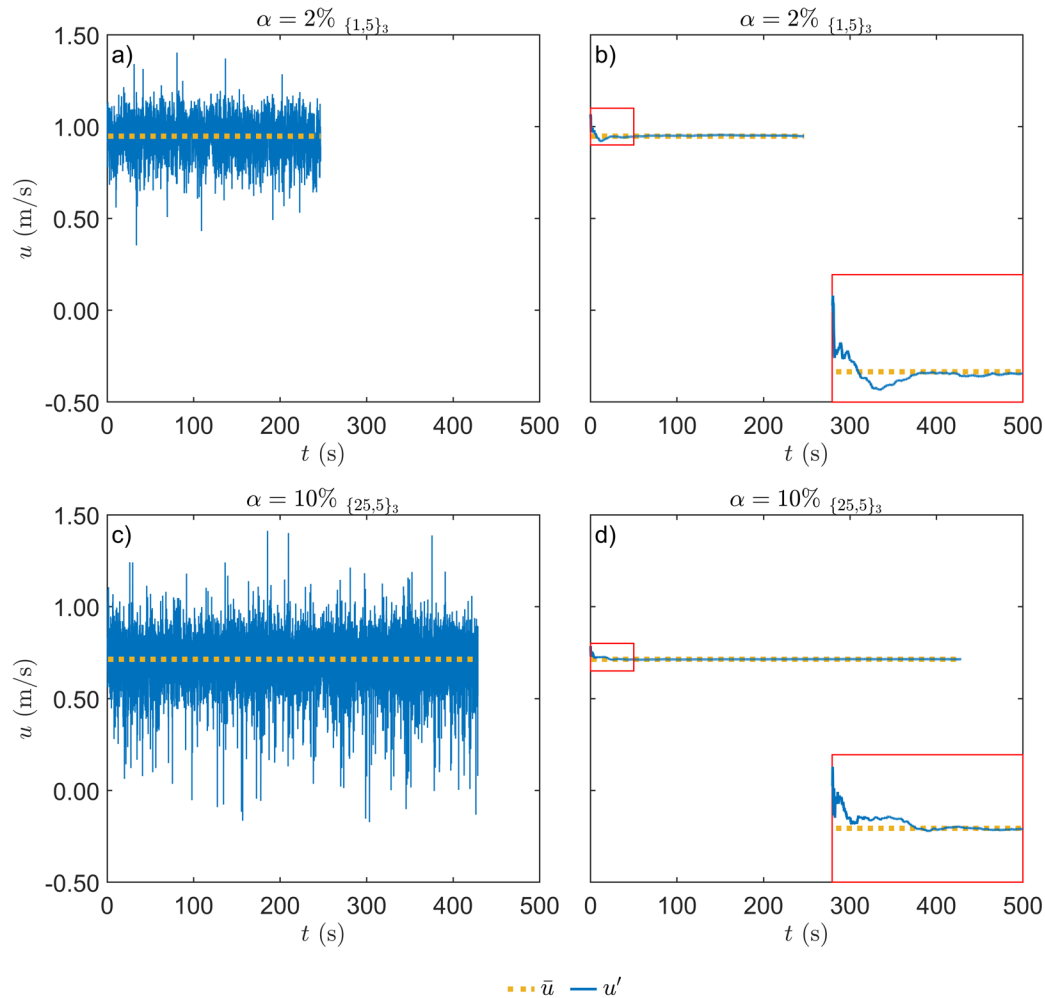 α = 2% {1,5}₃
α = 2% {1,5}₃
a)
b)
1.50
1.00
0.50
0.00
-0.50
u (m/s)
0 100 200 300 400 500
0 100 200 300 400 500
t (s)
t (s)
α = 10% {25,5}₃
α = 10% {25,5}₃
c)
d)
1.50
1.00
0.50
0.00
-0.50
u (m/s)
0 100 200 300 400 500
0 100 200 300 400 500
t (s)
t (s)
ū u′